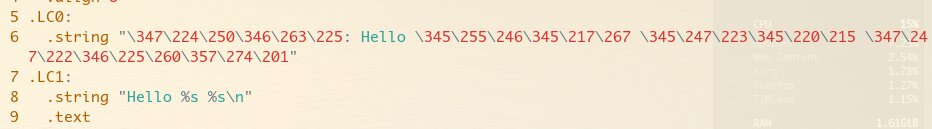 5 .LC0:
6 .string "\347\224\250\346\263\225: Hello \345\255\246\345\217\267 \345\247\223\345\220\215 \347\24
7\222\346\225\260\357\274\201"
7 .LC1:
8 .string "Hello %s %s\n"
9 .text
CPU 15%
Web Content 2.54%
Xorg 1.78%
firefox 1.27%
TIM.exe 1.15%
RAM 1.61GiB